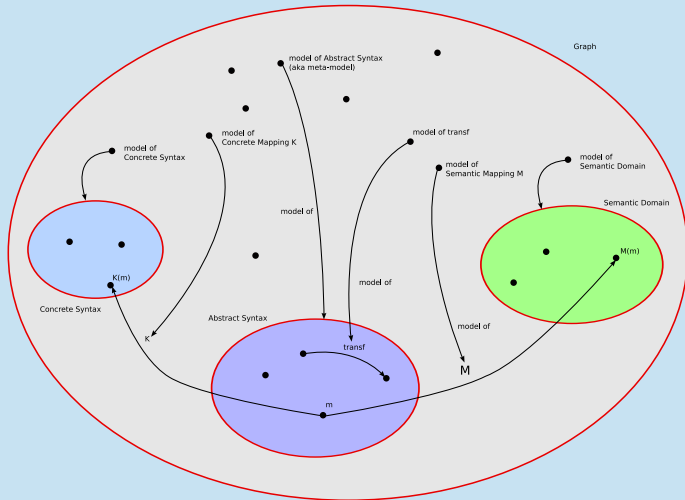 Graph
model of Abstract Syntax
(aka meta-model)
model of
Concrete Syntax
model of
Concrete Mapping K
model of transf
model of
Semantic Mapping M
model of
Semantic Domain
Semantic Domain
model of
M(m)
K(m)
model of
Concrete Syntax
Abstract Syntax
model of
K
transf
M
m